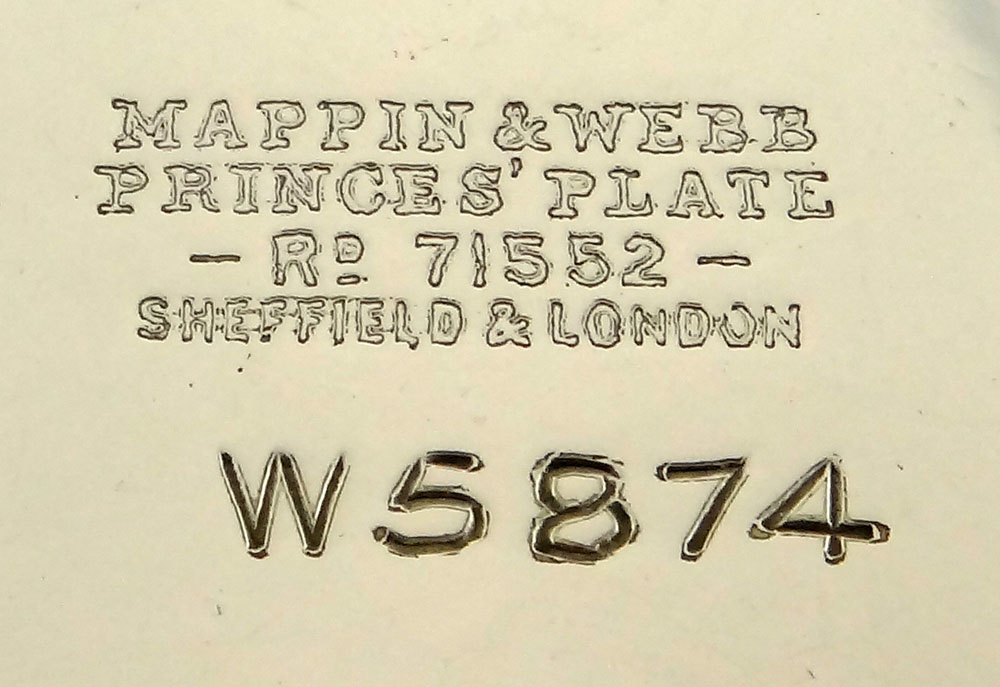 MAPPIN & WEBB
PRINCES' PLATE
— RD 71552 —
SHEFFIELD & LONDON
W5874